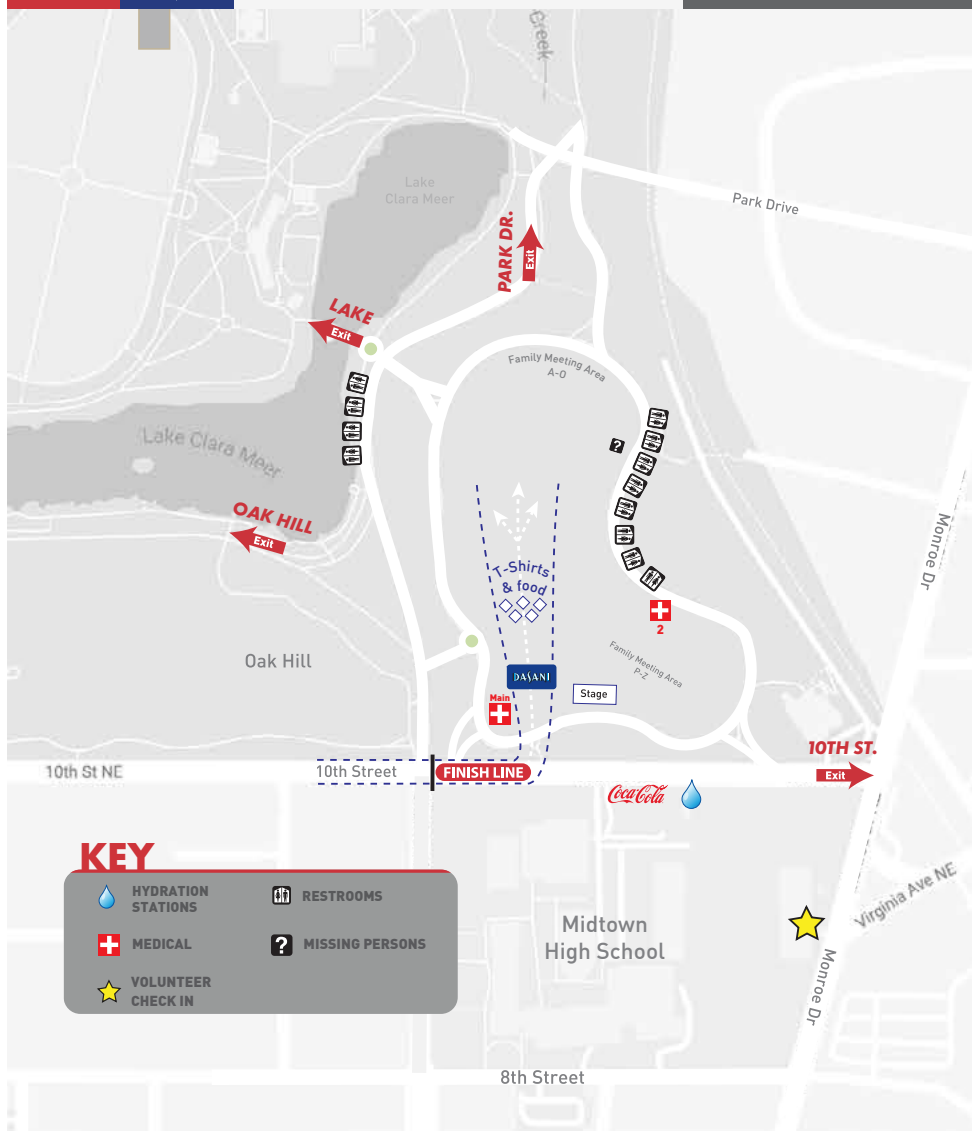 Creek
Lake
Clara Meer
Park Drive
PARK DR.
Exit
LAKE
Exit
Family Meeting Area
A-O
?
Lake Clara Meer
OAK HILL
Exit
Monroe Dr
T-Shirts
& food
2
Oak Hill
Family Meeting Area
P-Z
DASANI
Stage
Main
10TH ST.
Exit
10th St NE
10th Street
FINISH LINE
Coca-Cola
KEY
HYDRATION
STATIONS
RESTROOMS
MEDICAL
?
MISSING PERSONS
VOLUNTEER
CHECK IN
Midtown
High School
Virginia Ave NE
Monroe Dr
8th Street